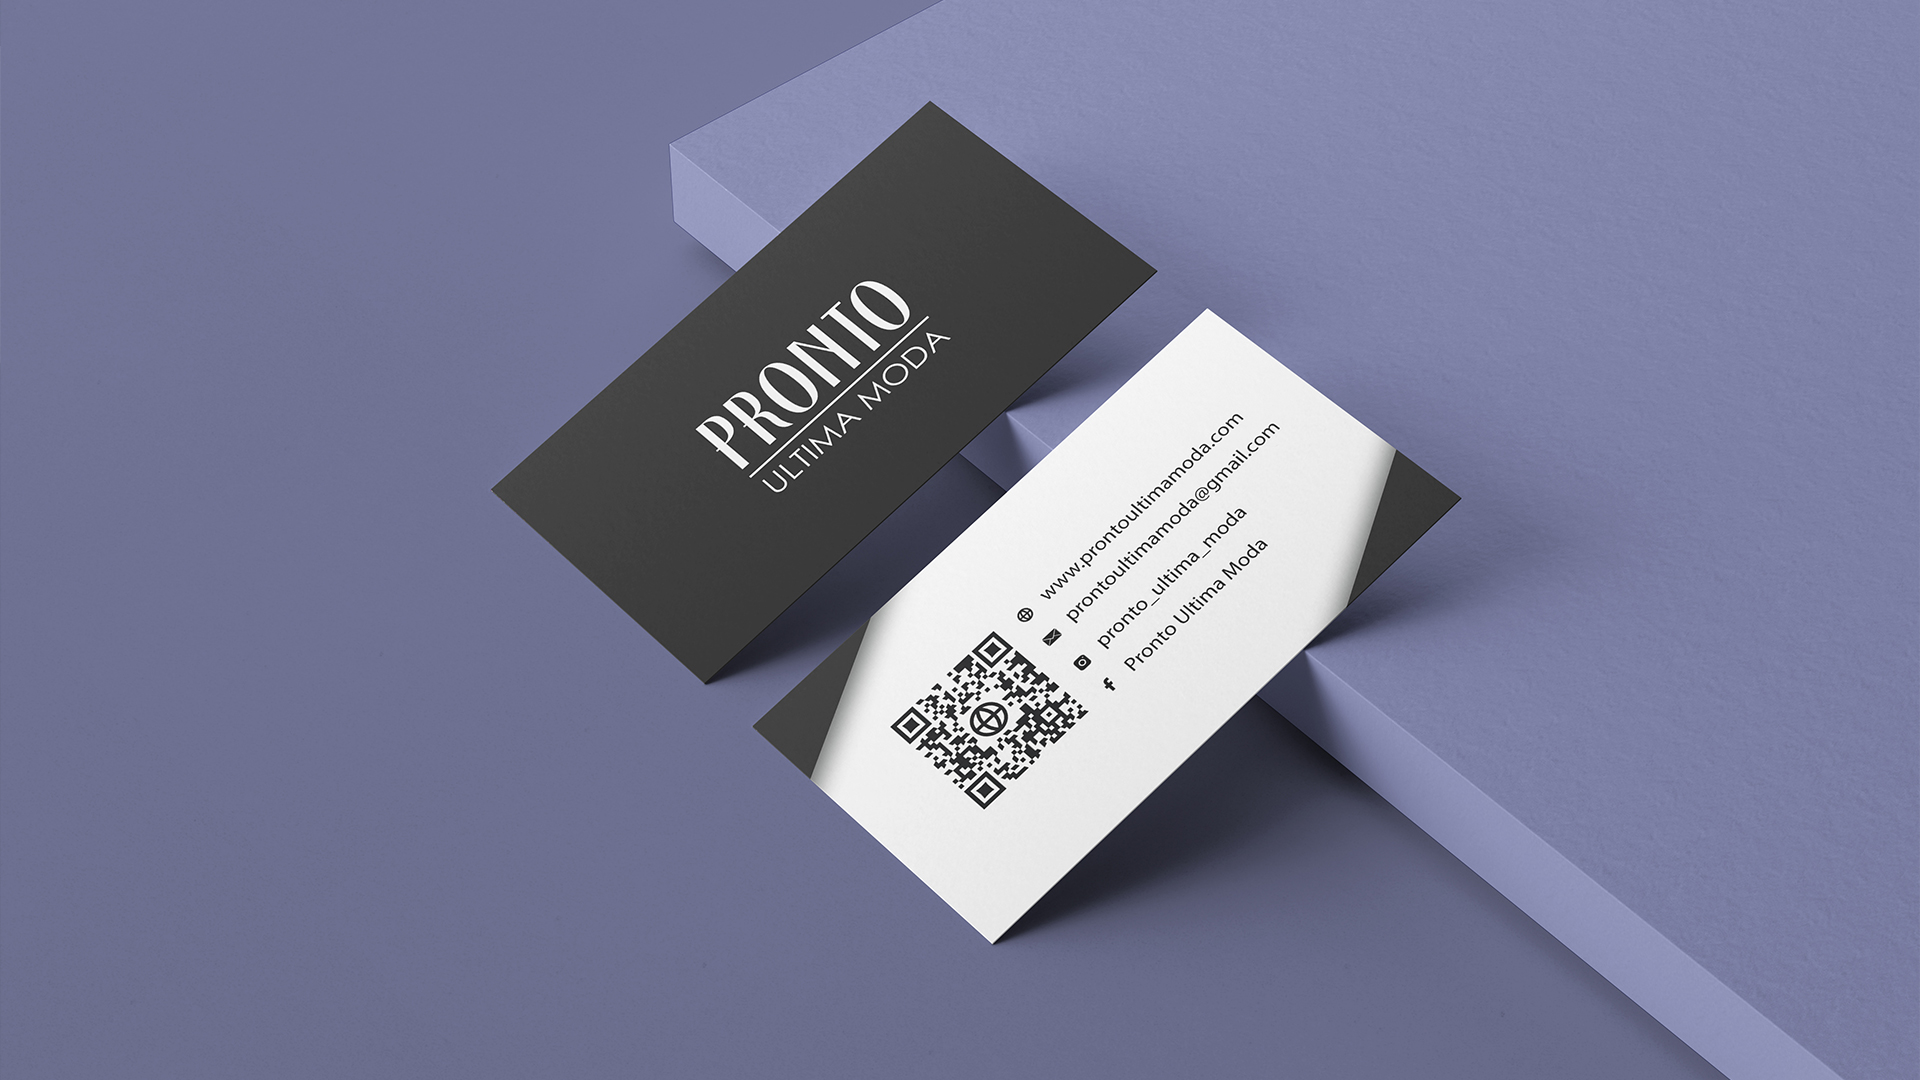 PRONTO
ULTIMA MODA
www.prontoultimamoda.com
prontoultimamoda@gmail.com
pronto_ultima_moda
Pronto Ultima Moda